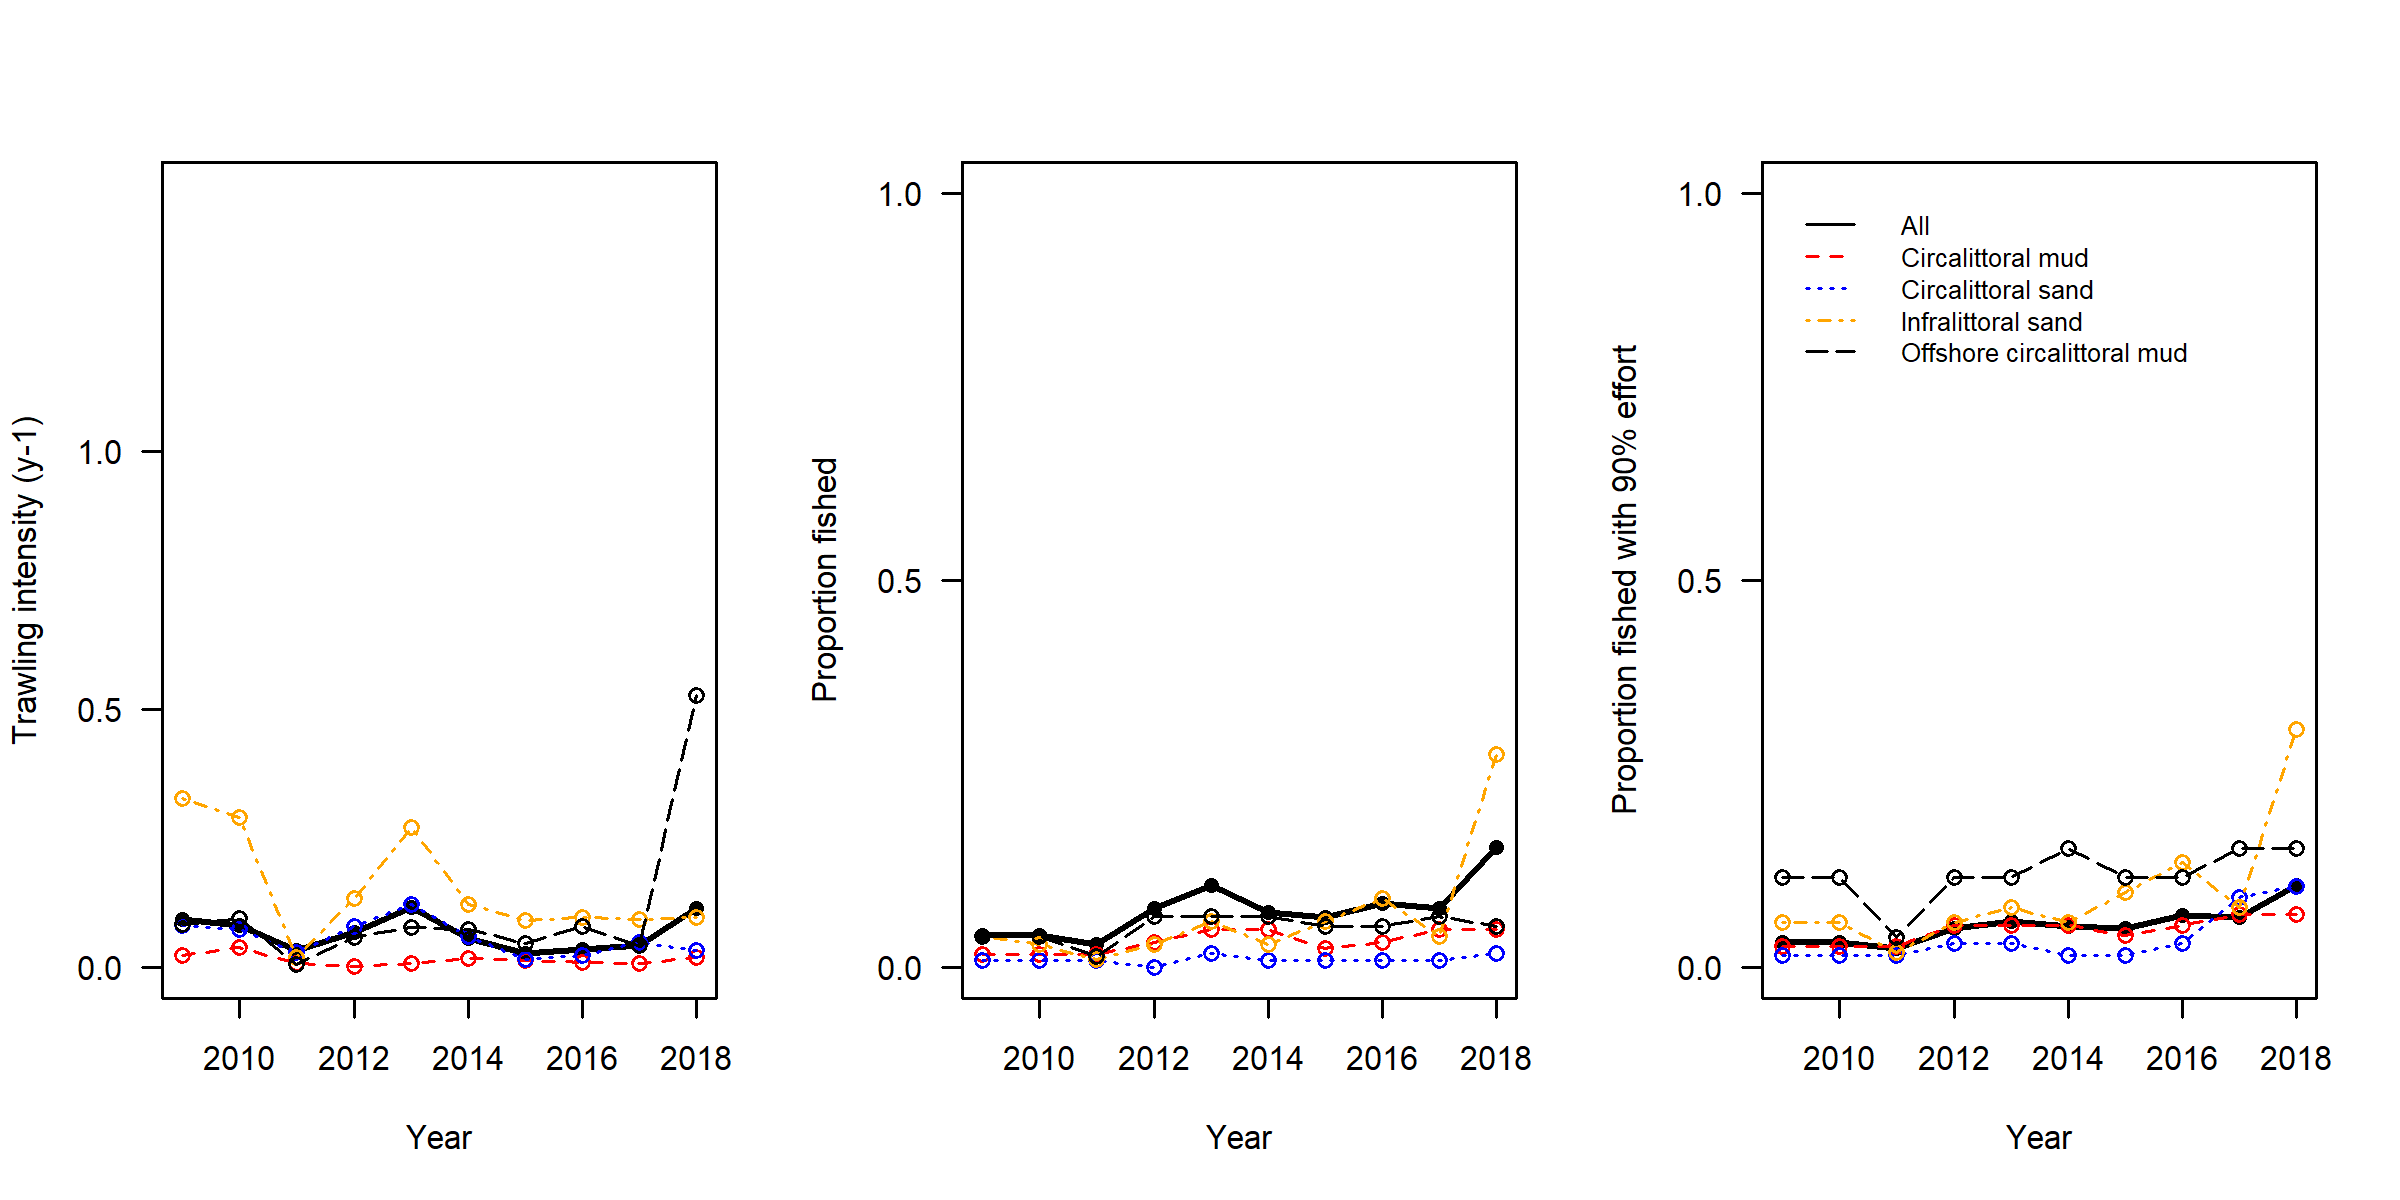 Trawling intensity (y-1)
1.0
0.5
0.0
2010 2012 2014 2016 2018
Year
Proportion fished
1.0
0.5
0.0
2010 2012 2014 2016 2018
Year
Proportion fished with 90% effort
1.0
0.5
0.0
All
Circalittoral mud
Circalittoral sand
Infralittoral sand
Offshore circalittoral mud
2010 2012 2014 2016 2018
Year